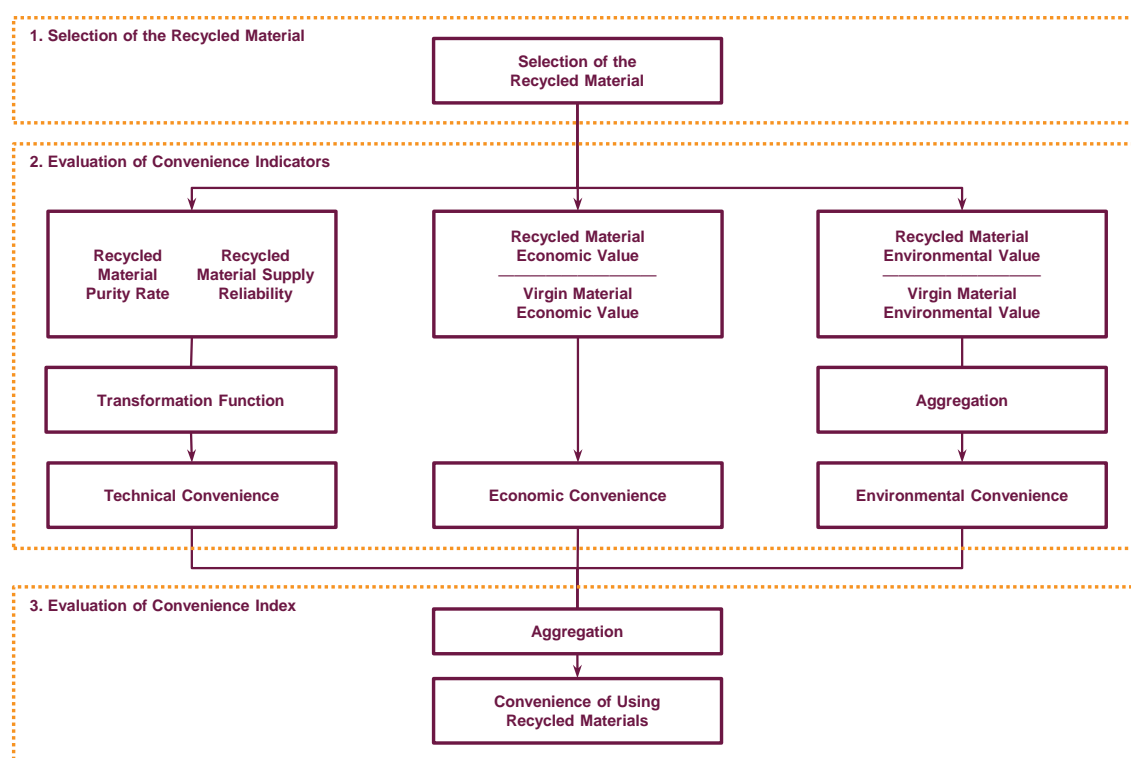 1. Selection of the Recycled Material
Selection of the
Recycled Material
2. Evaluation of Convenience Indicators
Recycled
Material
Purity Rate
Recycled
Material Supply
Reliability
Recycled Material
Economic Value
Virgin Material
Economic Value
Recycled Material
Environmental Value
Virgin Material
Environmental Value
Transformation Function
Aggregation
Technical Convenience
Economic Convenience
Environmental Convenience
3. Evaluation of Convenience Index
Aggregation
Convenience of Using
Recycled Materials